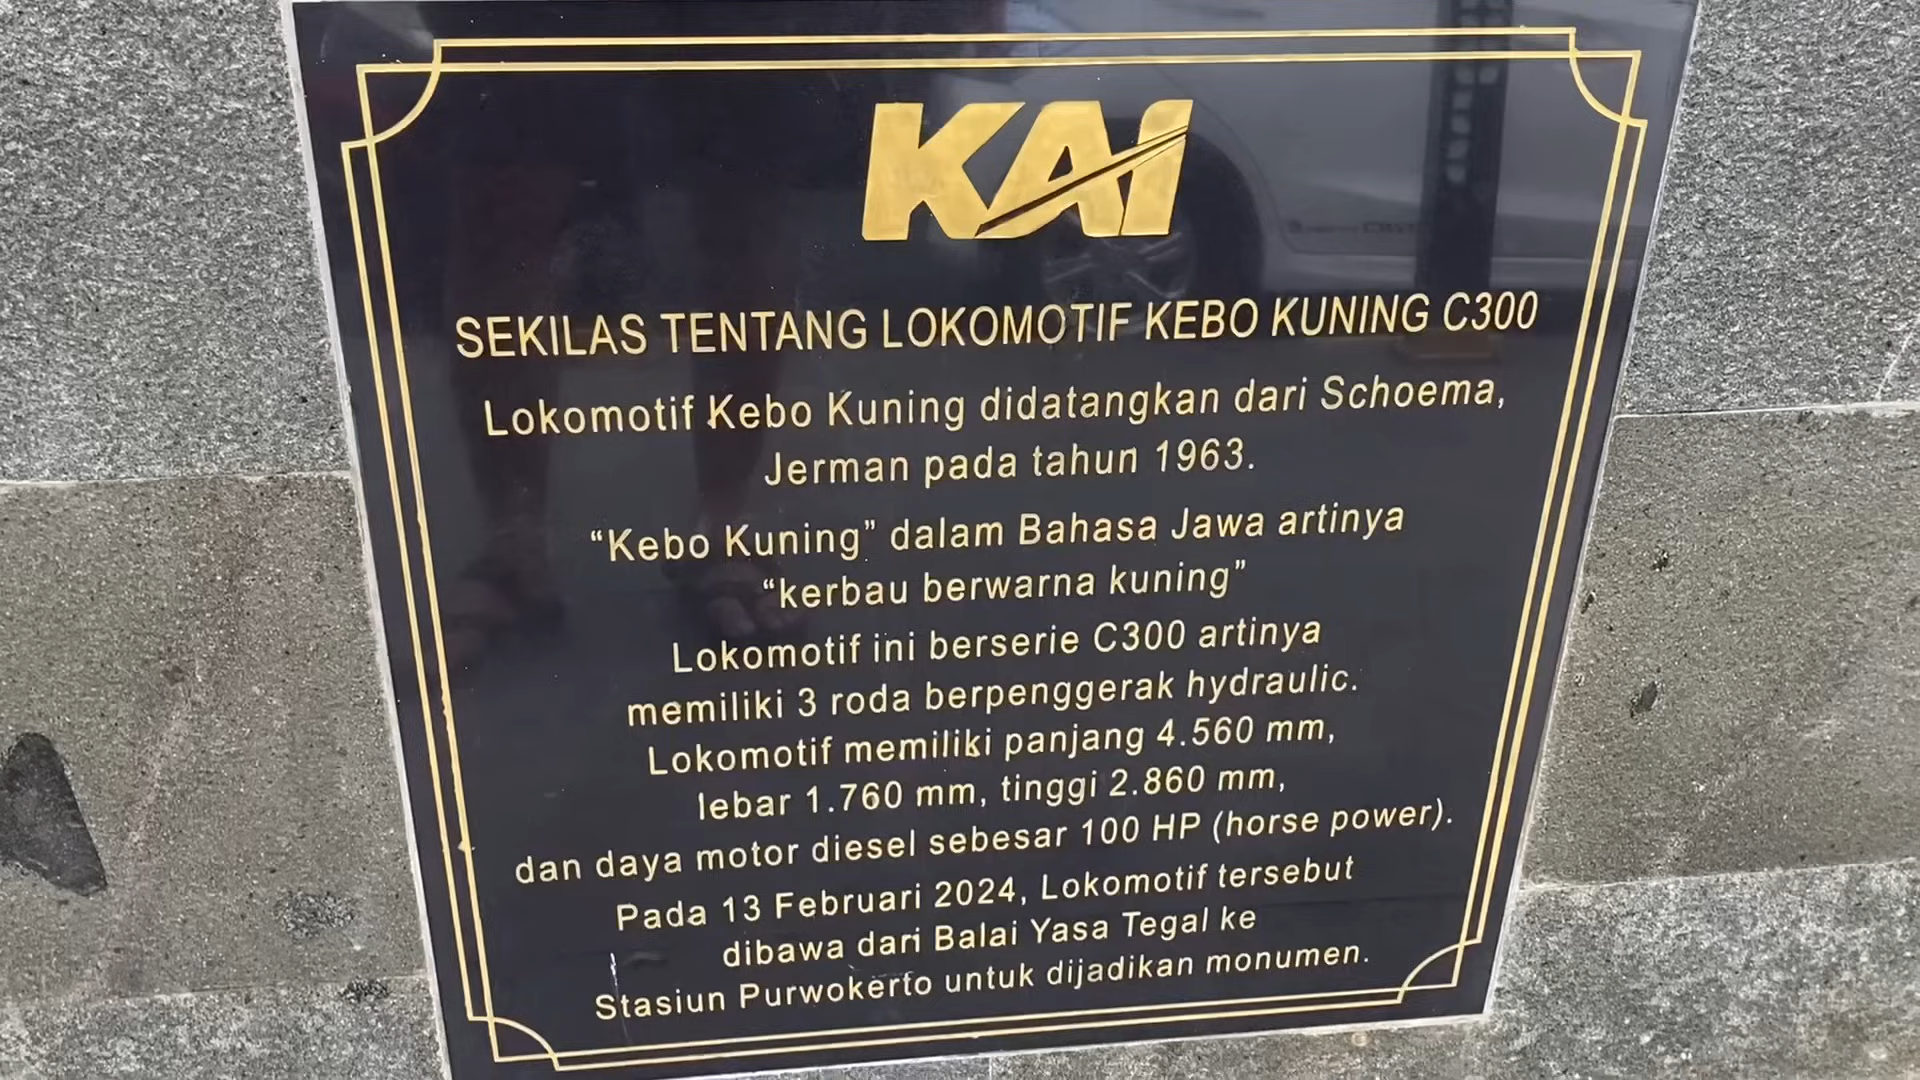 KAI
SEKILAS TENTANG LOKOMOTIF KEBO KUNING C300
Lokomotif Kebo Kuning didatangkan dari Schoema,
Jerman pada tahun 1963.
“Kebo Kuning” dalam Bahasa Jawa artinya
“kerbau berwarna kuning”
Lokomotif ini berserie C300 artinya
memiliki 3 roda berpenggerak hydraulic.
Lokomotif memiliki panjang 4.560 mm,
lebar 1.760 mm, tinggi 2.860 mm,
dan daya motor diesel sebesar 100 HP (horse power).
Pada 13 Februari 2024, Lokomotif tersebut
dibawa dari Balai Yasa Tegal ke
Stasiun Purwokerto untuk dijadikan monumen.